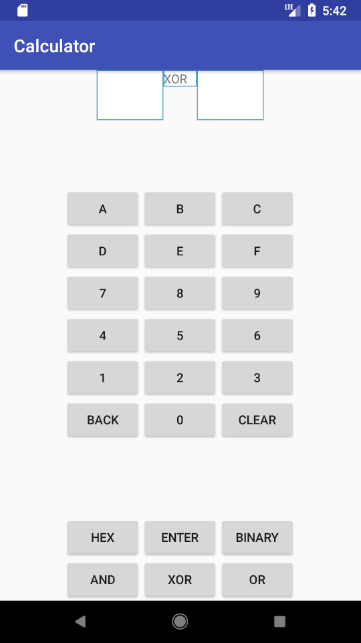 LTE 5:42
Calculator
XOR
A B C
D E F
7 8 9
4 5 6
1 2 3
BACK 0 CLEAR
HEX ENTER BINARY
AND XOR OR